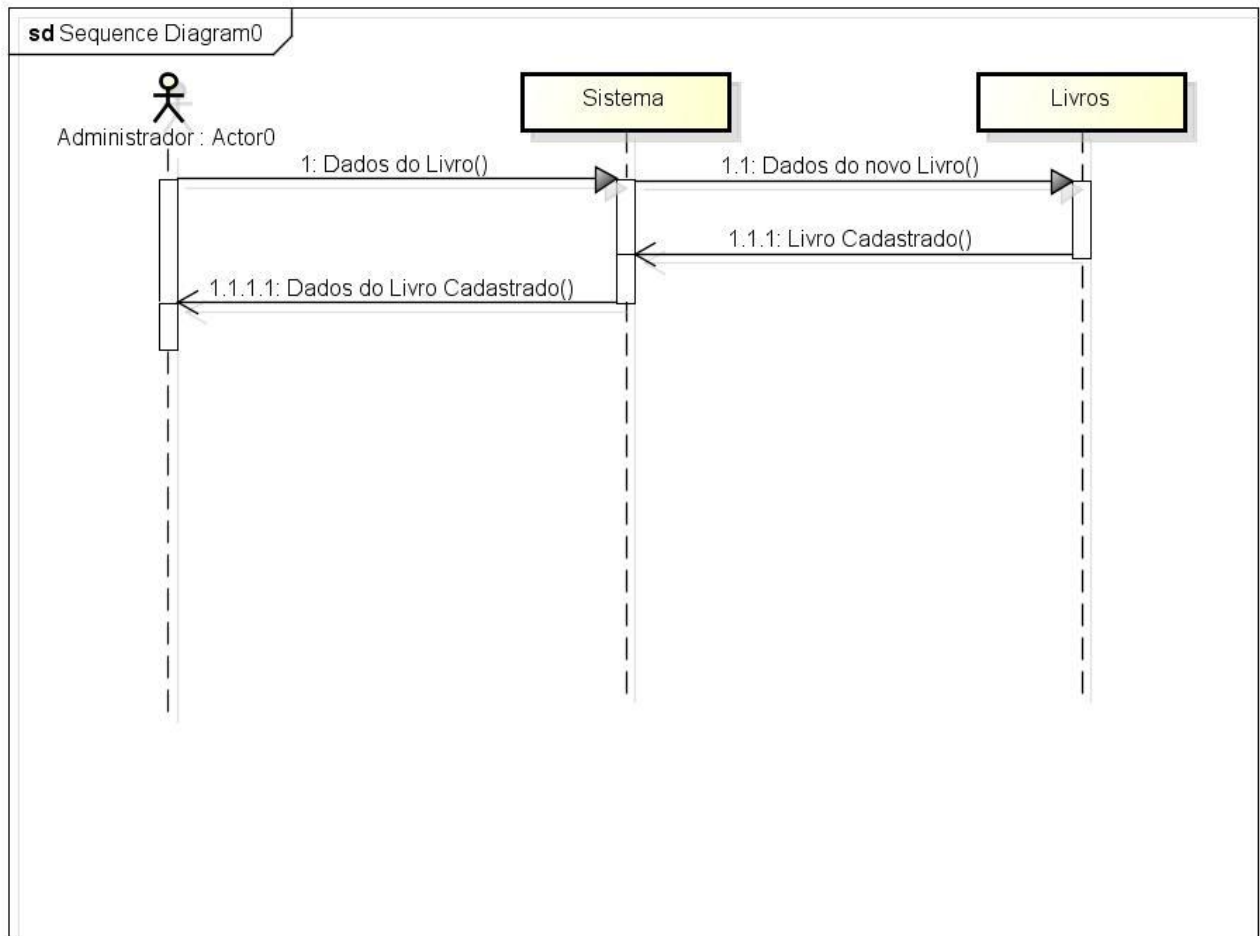 sd Sequence Diagram0
Administrador : Actor0
Sistema
Livros
1: Dados do Livro()
1.1: Dados do novo Livro()
1.1.1: Livro Cadastrado()
1.1.1.1: Dados do Livro Cadastrado()